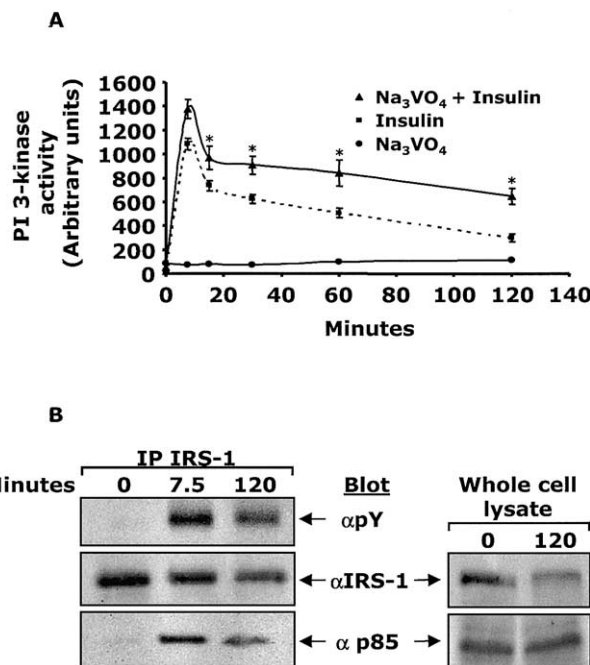 A
PI 3-kinase
activity
(Arbitrary units)
1600
1400
1200
1000
800
600
400
200
0
* * * *
Na₃VO₄ + Insulin
Insulin
Na₃VO₄
0 20 40 60 80 100 120 140
Minutes
B
IP IRS-1
inutes 0 7.5 120
Blot
Whole cell
lysate
0 120
αpY
αIRS-1
α p85